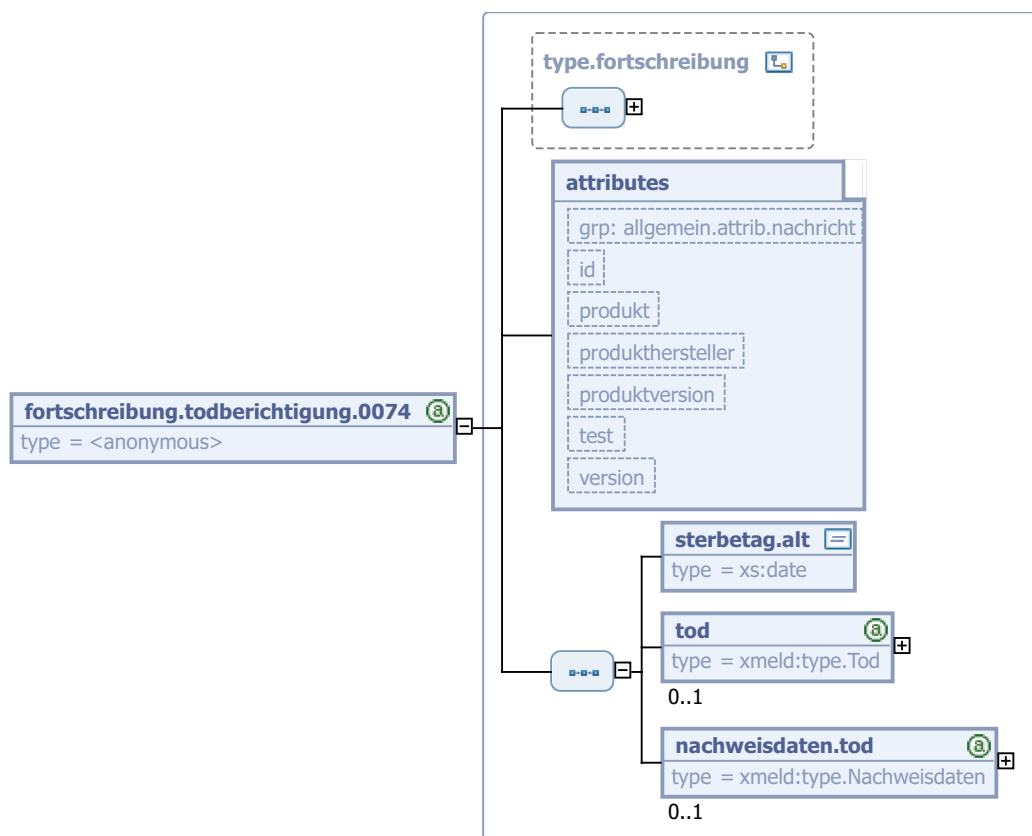 type.fortschreibung
attributes
grp: allgemein.attrib.nachricht
id
produkt
produkthersteller
produktversion
test
version
fortschreibung.todberichtigung.0074 a
type = <anonymous>
sterbetag.alt
type = xs:date
tod a
type = xmeld:type.Tod
0..1
nachweisdaten.tod a
type = xmeld:type.Nachweisdaten
0..1